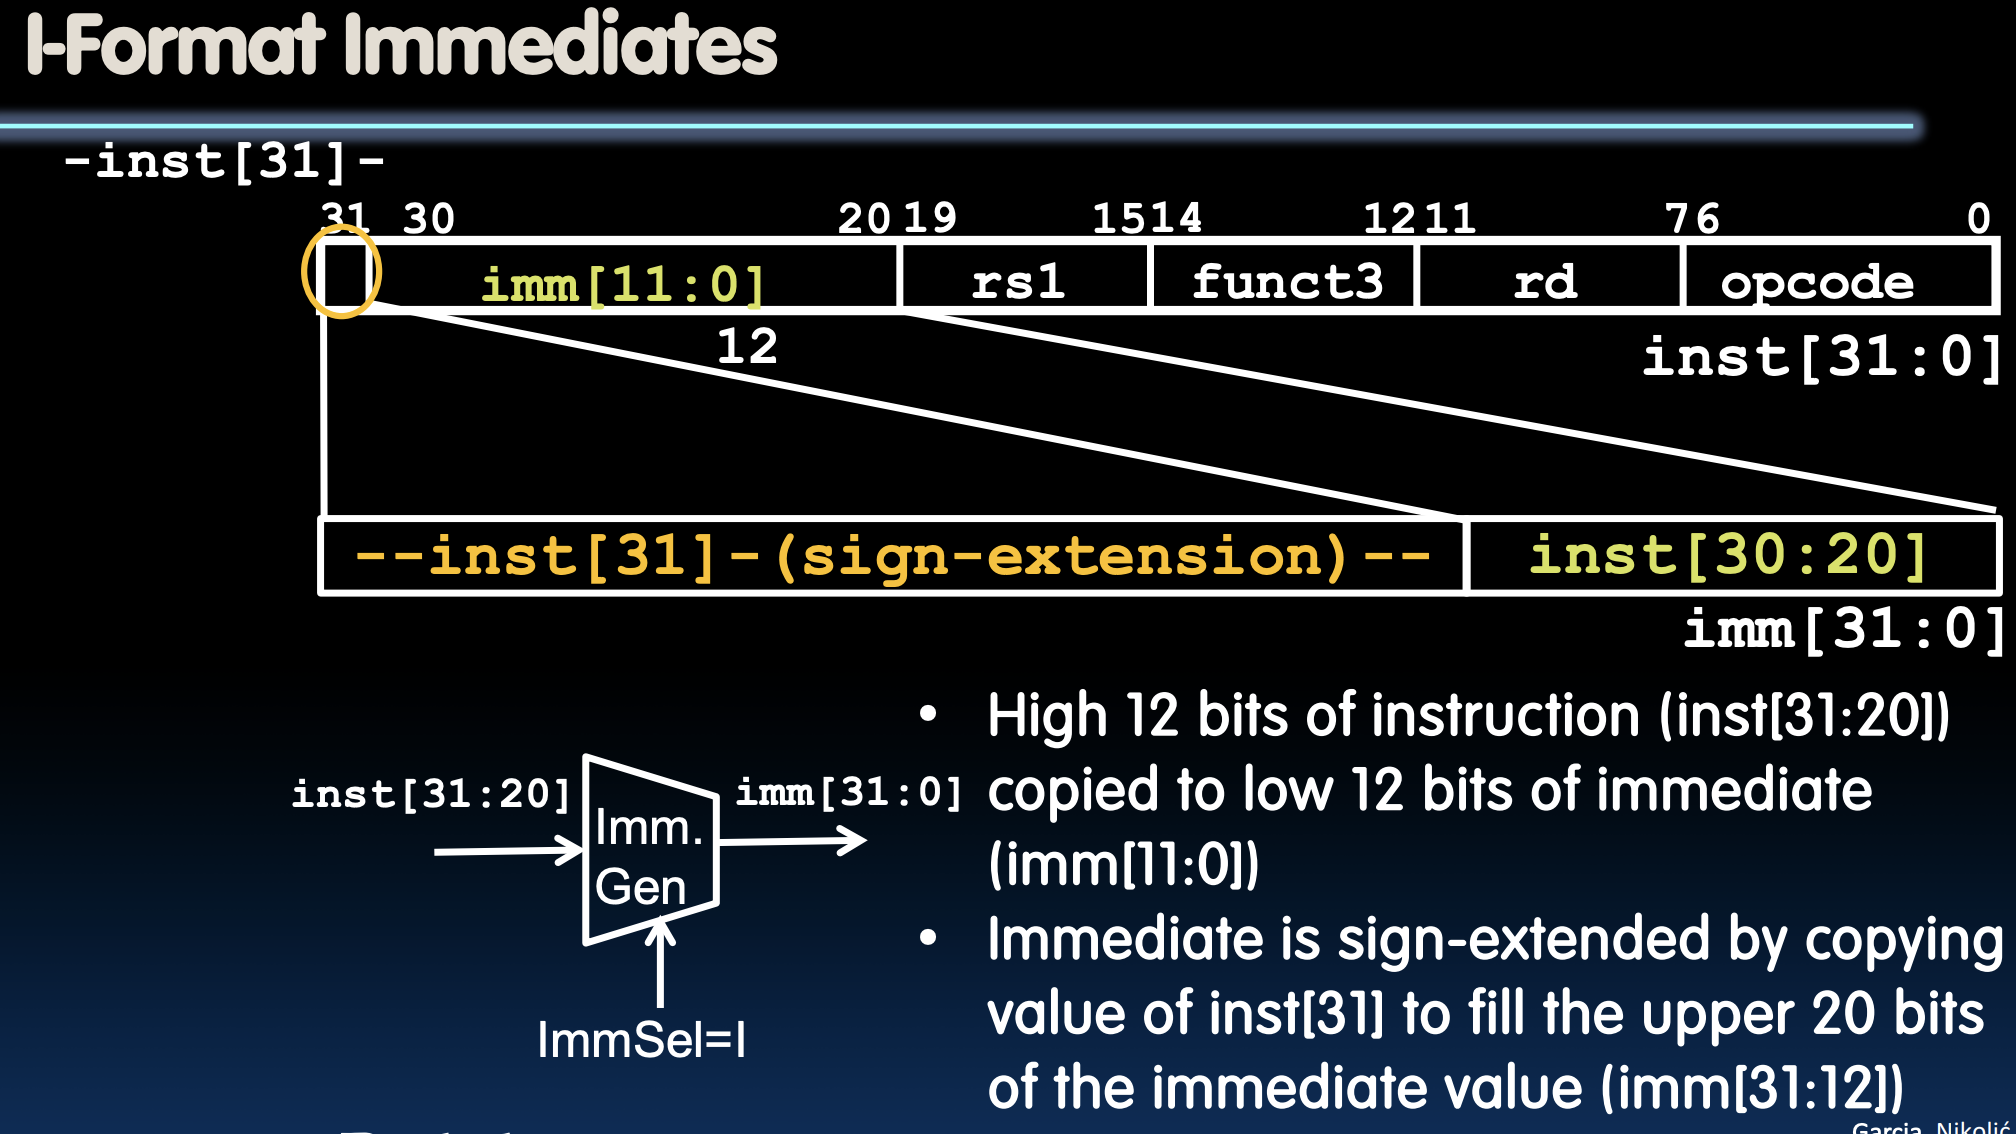 I-Format Immediates
-inst[31]-
31 30 20 19 15 14 12 11 7 6 0
imm[11:0] rs1 funct3 rd opcode
12
inst[31:0]
--inst[31]-(sign-extension)-- inst[30:20]
imm[31:0]
• High 12 bits of instruction (inst[31:20])
copied to low 12 bits of immediate
(imm[11:0])
• Immediate is sign-extended by copying
value of inst[31] to fill the upper 20 bits
of the immediate value (imm[31:12])
inst[31:20]
imm[31:0]
Imm.
Gen
ImmSel=I
Garcia, Nikolić